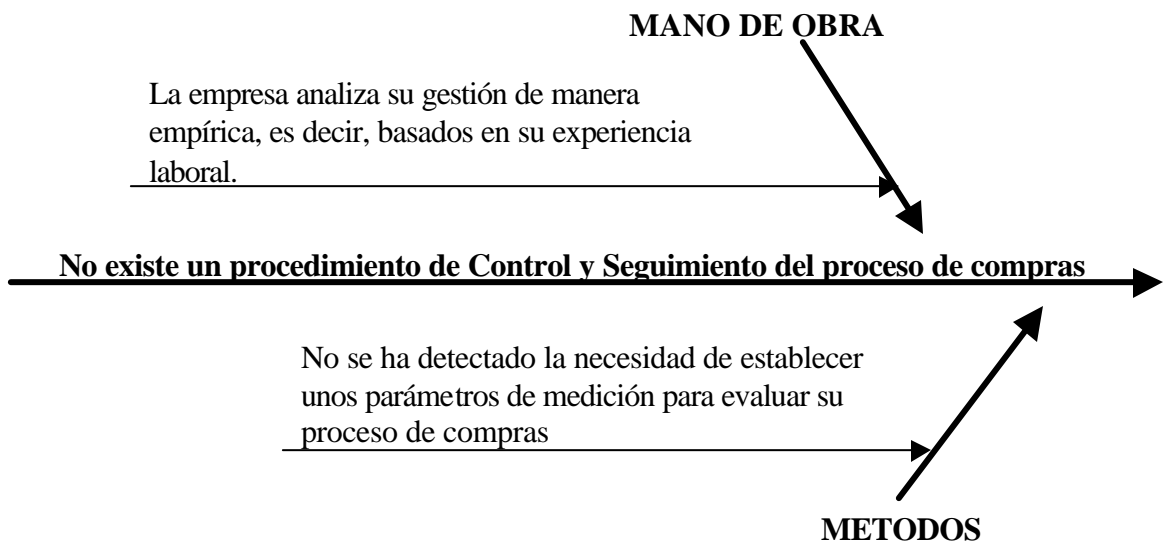 MANO DE OBRA
La empresa analiza su gestión de manera
empírica, es decir, basados en su experiencia
laboral.
No existe un procedimiento de Control y Seguimiento del proceso de compras
No se ha detectado la necesidad de establecer
unos parámetros de medición para evaluar su
proceso de compras
METODOS